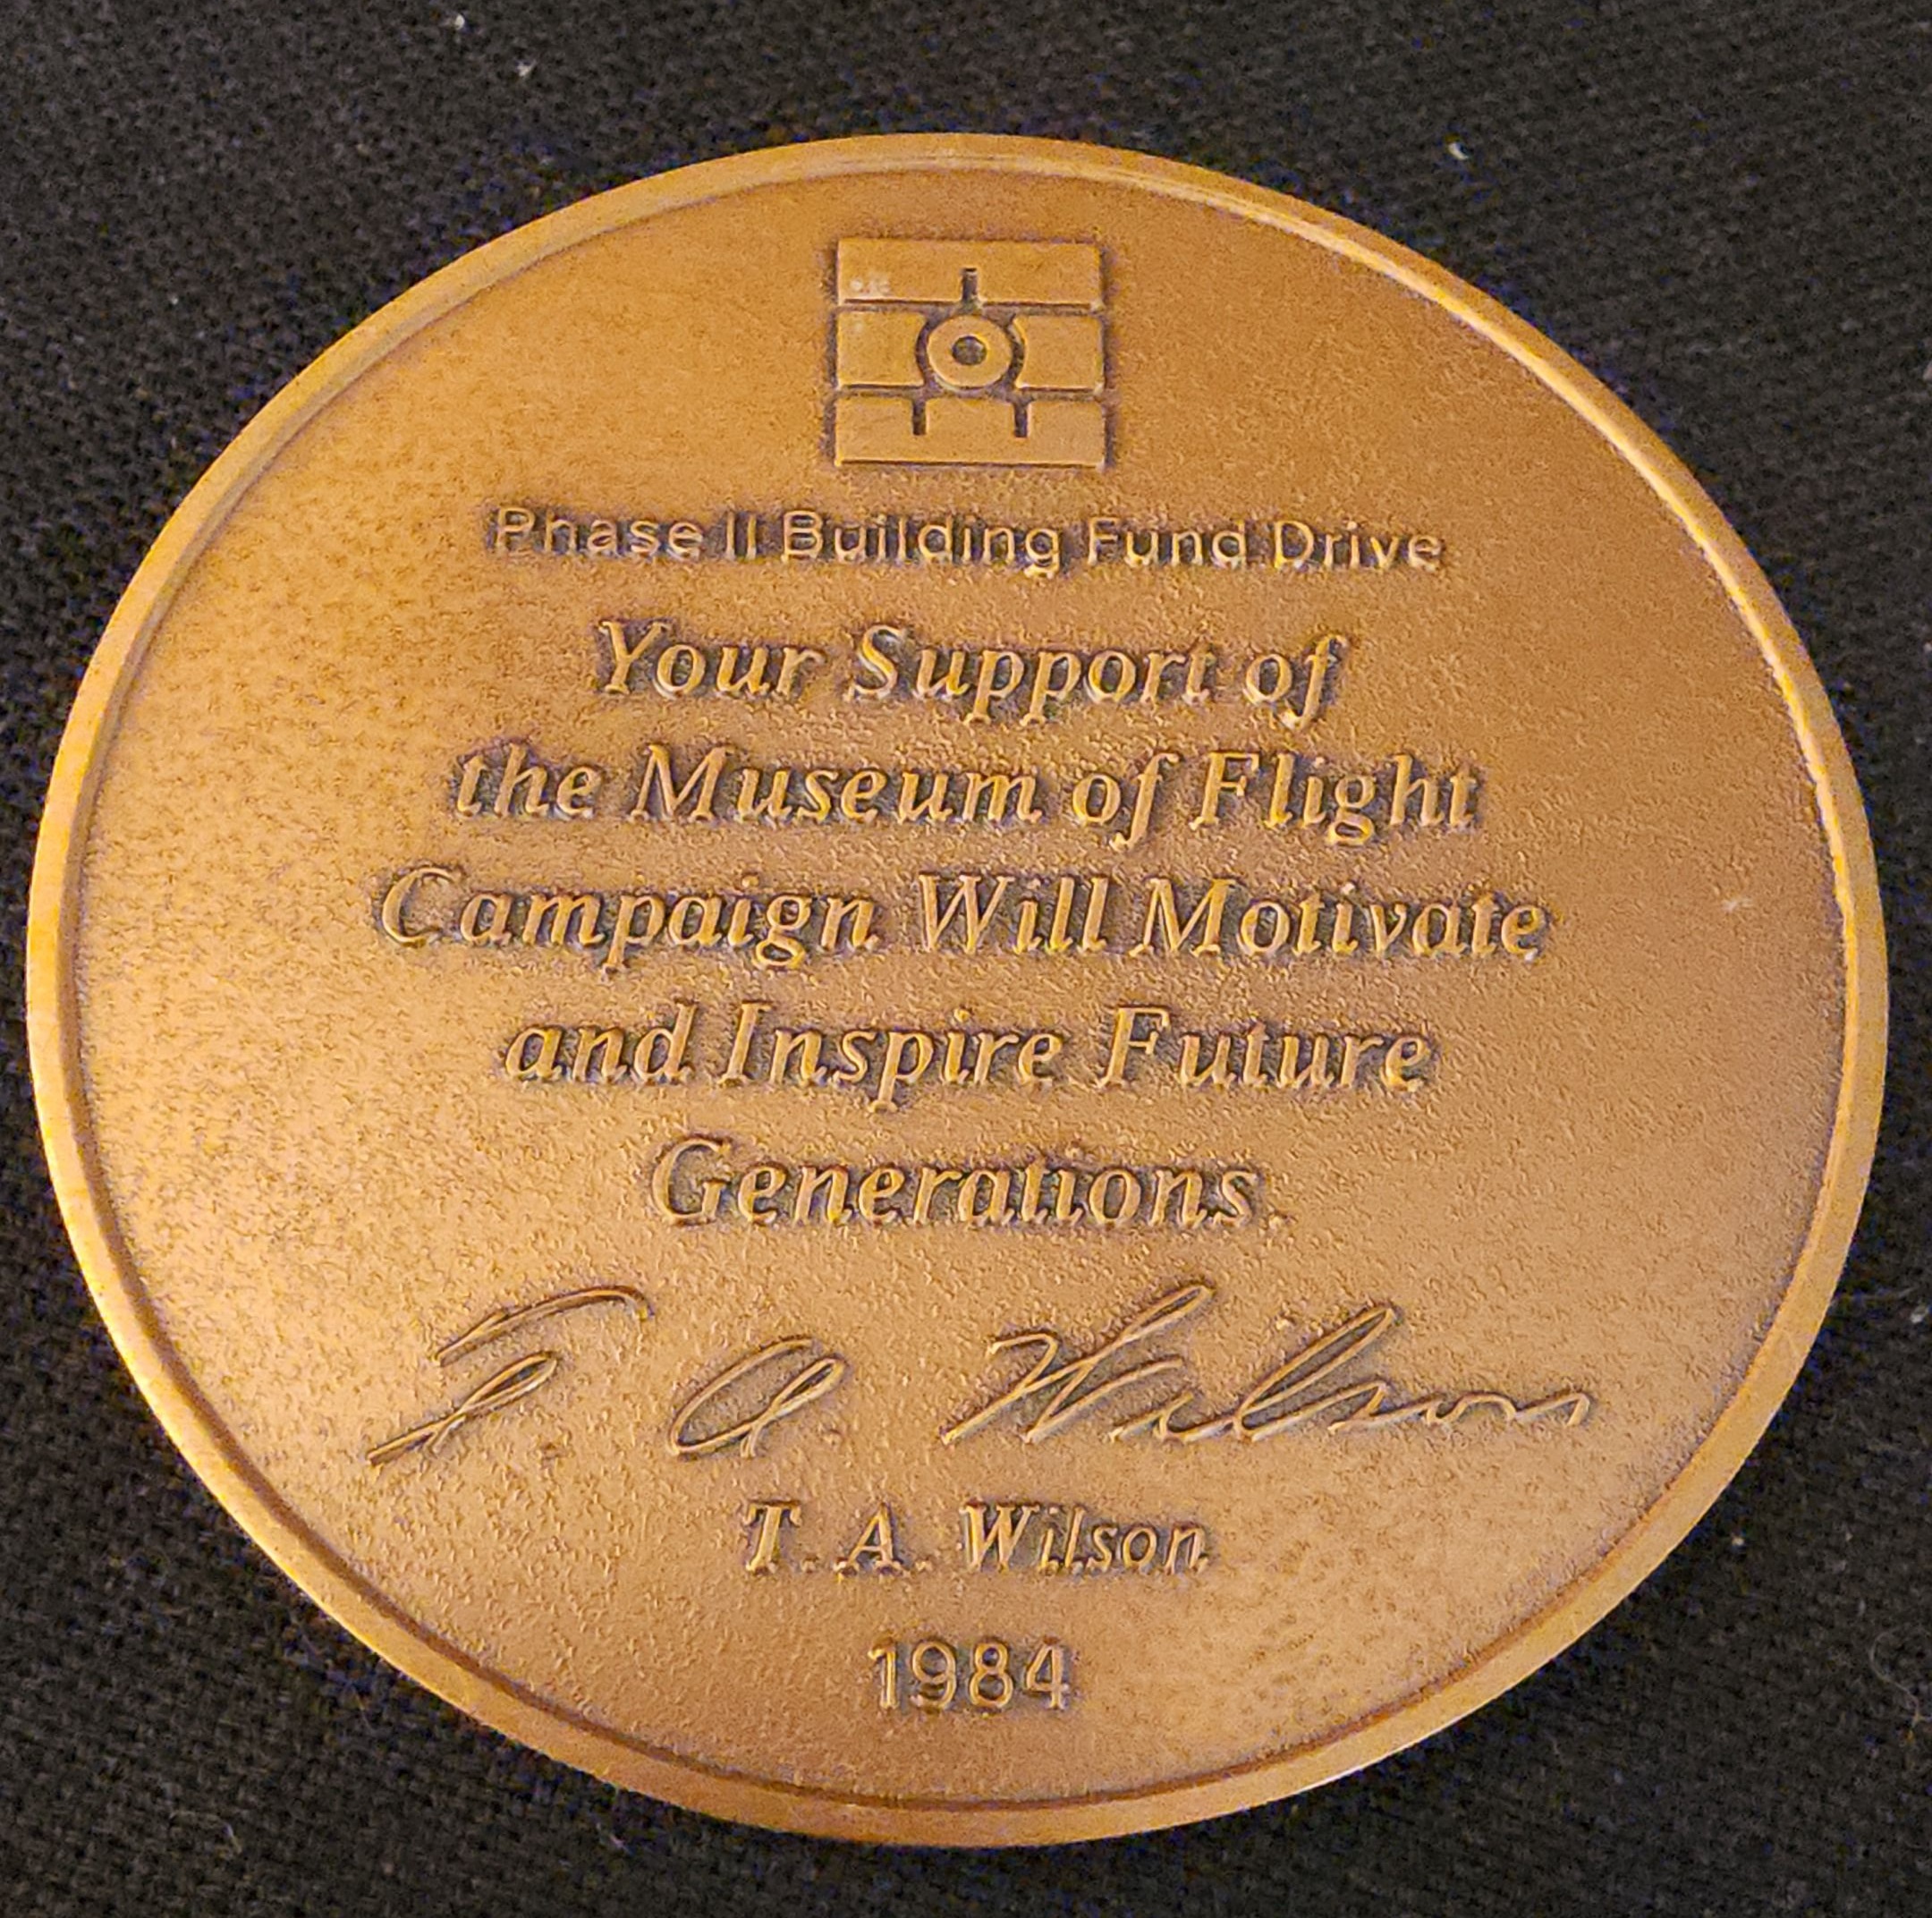 Phase II Building Fund Drive
Your Support of
the Museum of Flight
Campaign Will Motivate
and Inspire Future
Generations.
T. A. Wilson
T. A. Wilson
1984